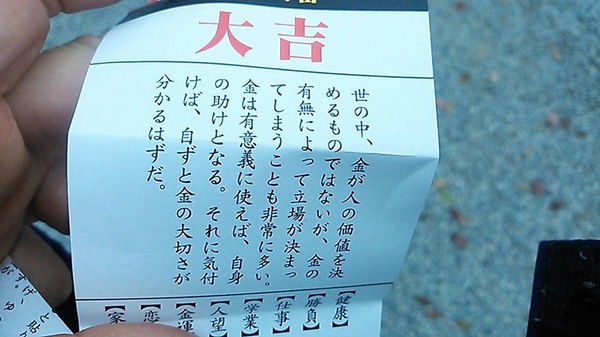 大吉
世の中、金が人の価値を決
めるものではないが、金の
有無によって立場が決まっ
てしまうことも非常に多い。
金は有意義に使えば、自身
の助けとなる。それに気付
けば、自ずと金の大切さが
分かるはずだ。
【健康】
【勝負】
【仕事】
【学業】
【人望】
【金運
【恋
【家